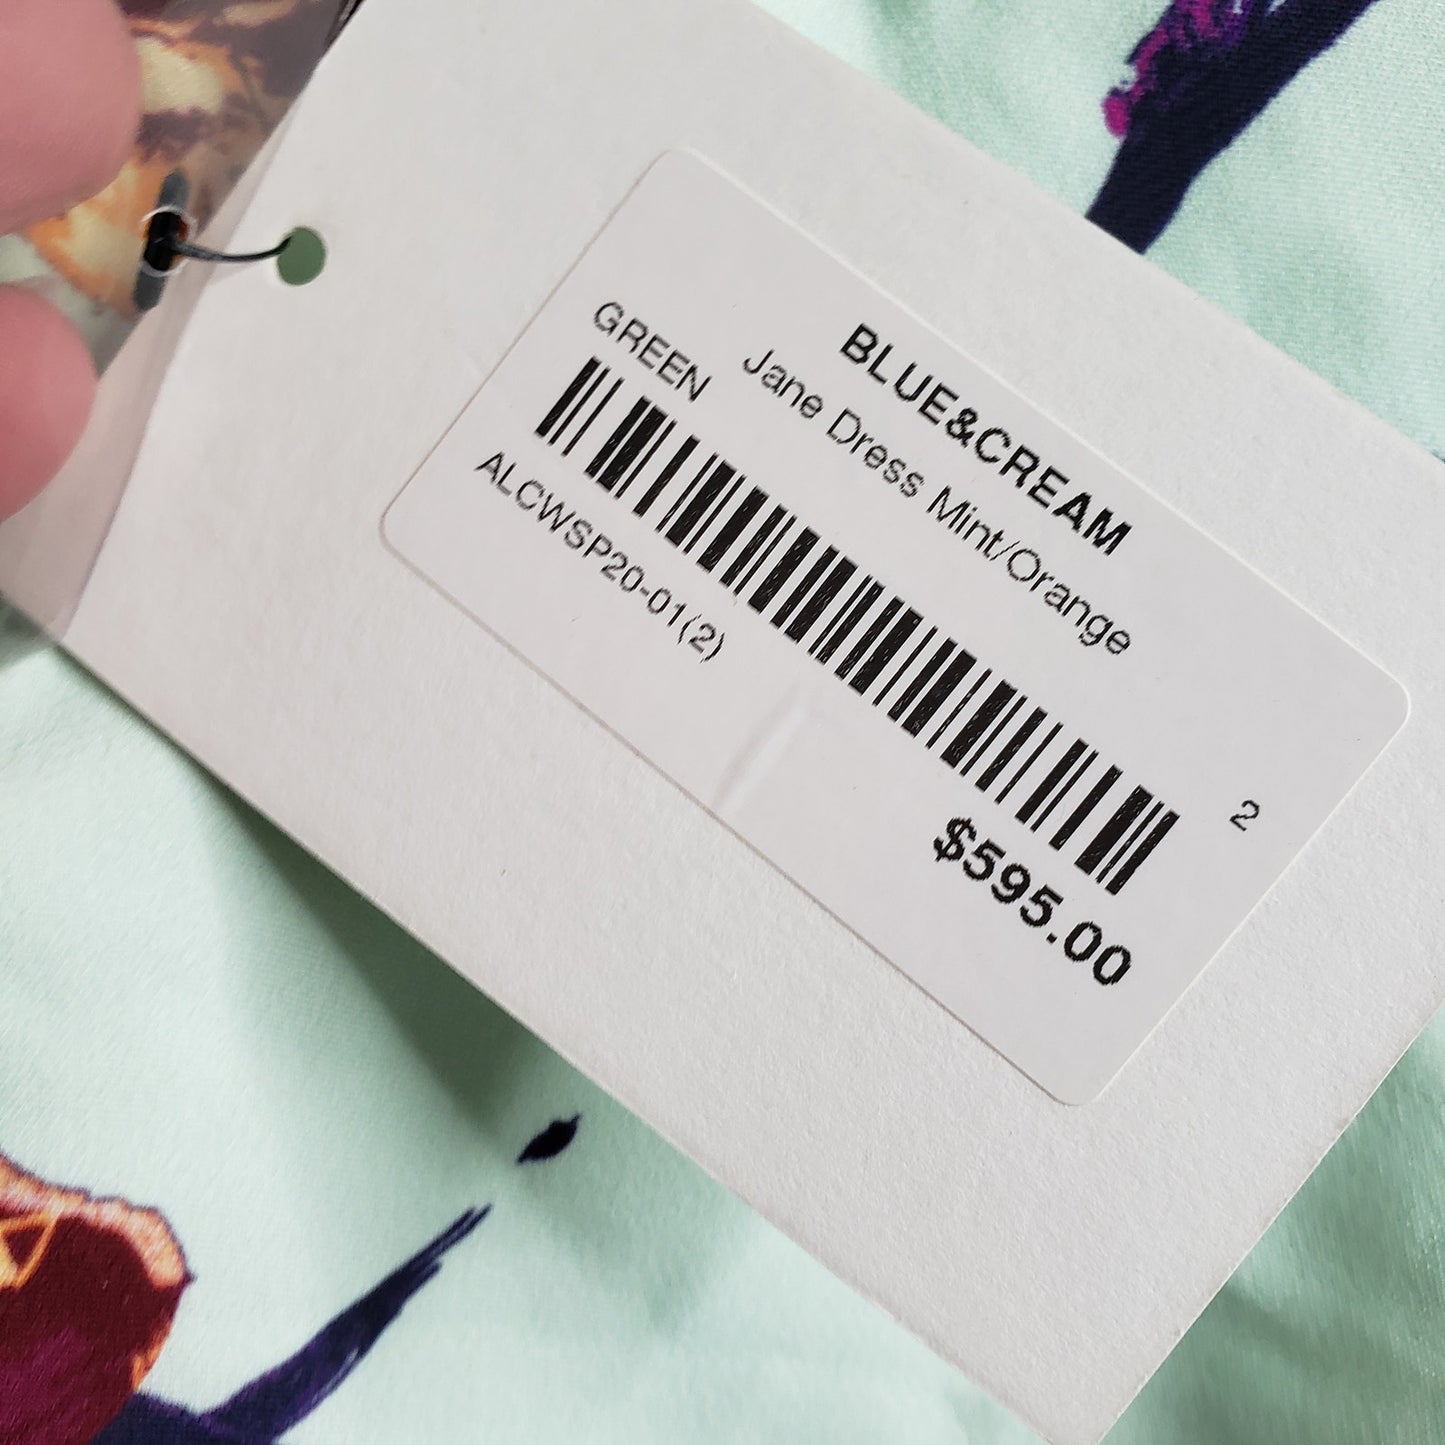 BLUE&CREAM
Jane Dress Mint/Orange
GREEN
2
ALCWSP20-01(2)
$595.00